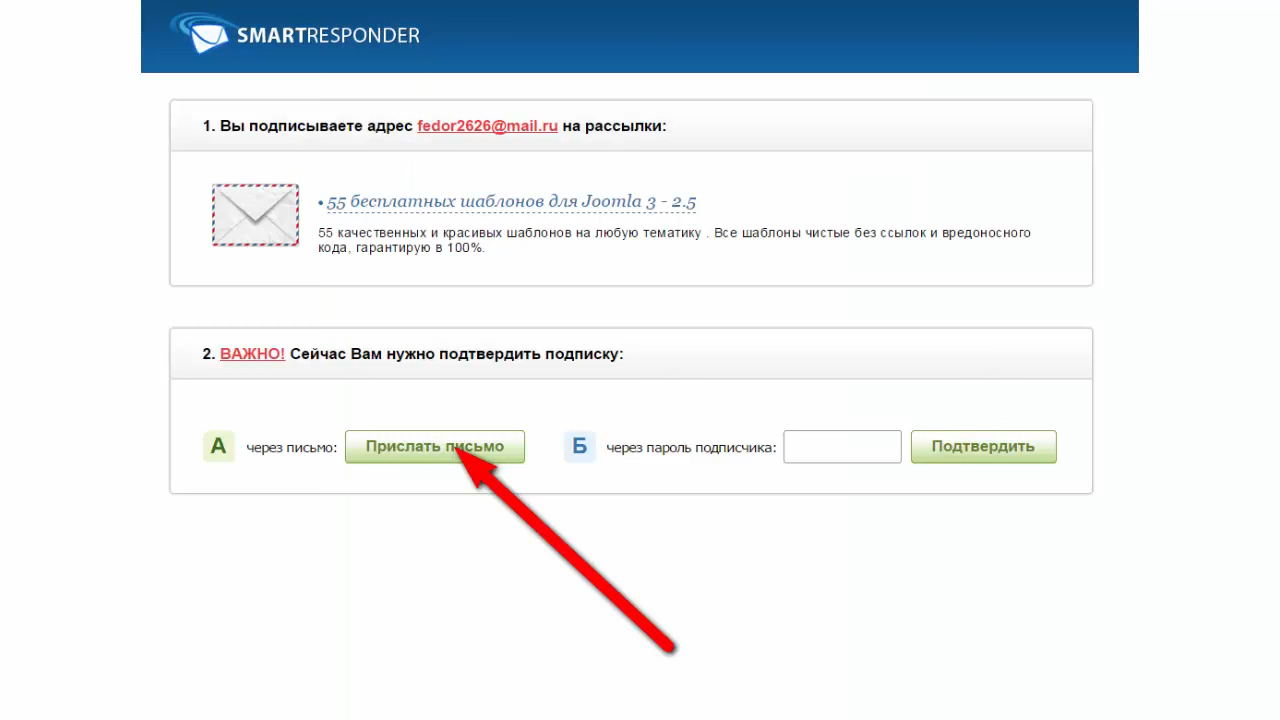 SMARTRESPONDER
1. Вы подписываете адрес fedor2626@mail.ru на рассылки:
• 55 бесплатных шаблонов для Joomla 3 - 2.5
55 качественных и красивых шаблонов на любую тематику . Все шаблоны чистые без ссылок и вредоносного
кода, гарантирую в 100%.
2. ВАЖНО! Сейчас Вам нужно подтвердить подписку:
А через письмо: Прислать письмо Б через пароль подписчика: Подтвердить